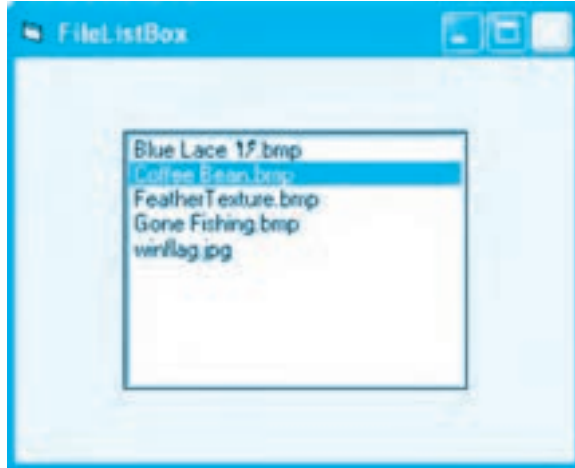 FileListBox
Blue Lace 1۶.bmp
Coffee Bean.bmp
FeatherTexture.bmp
Gone Fishing.bmp
winflag.jpg